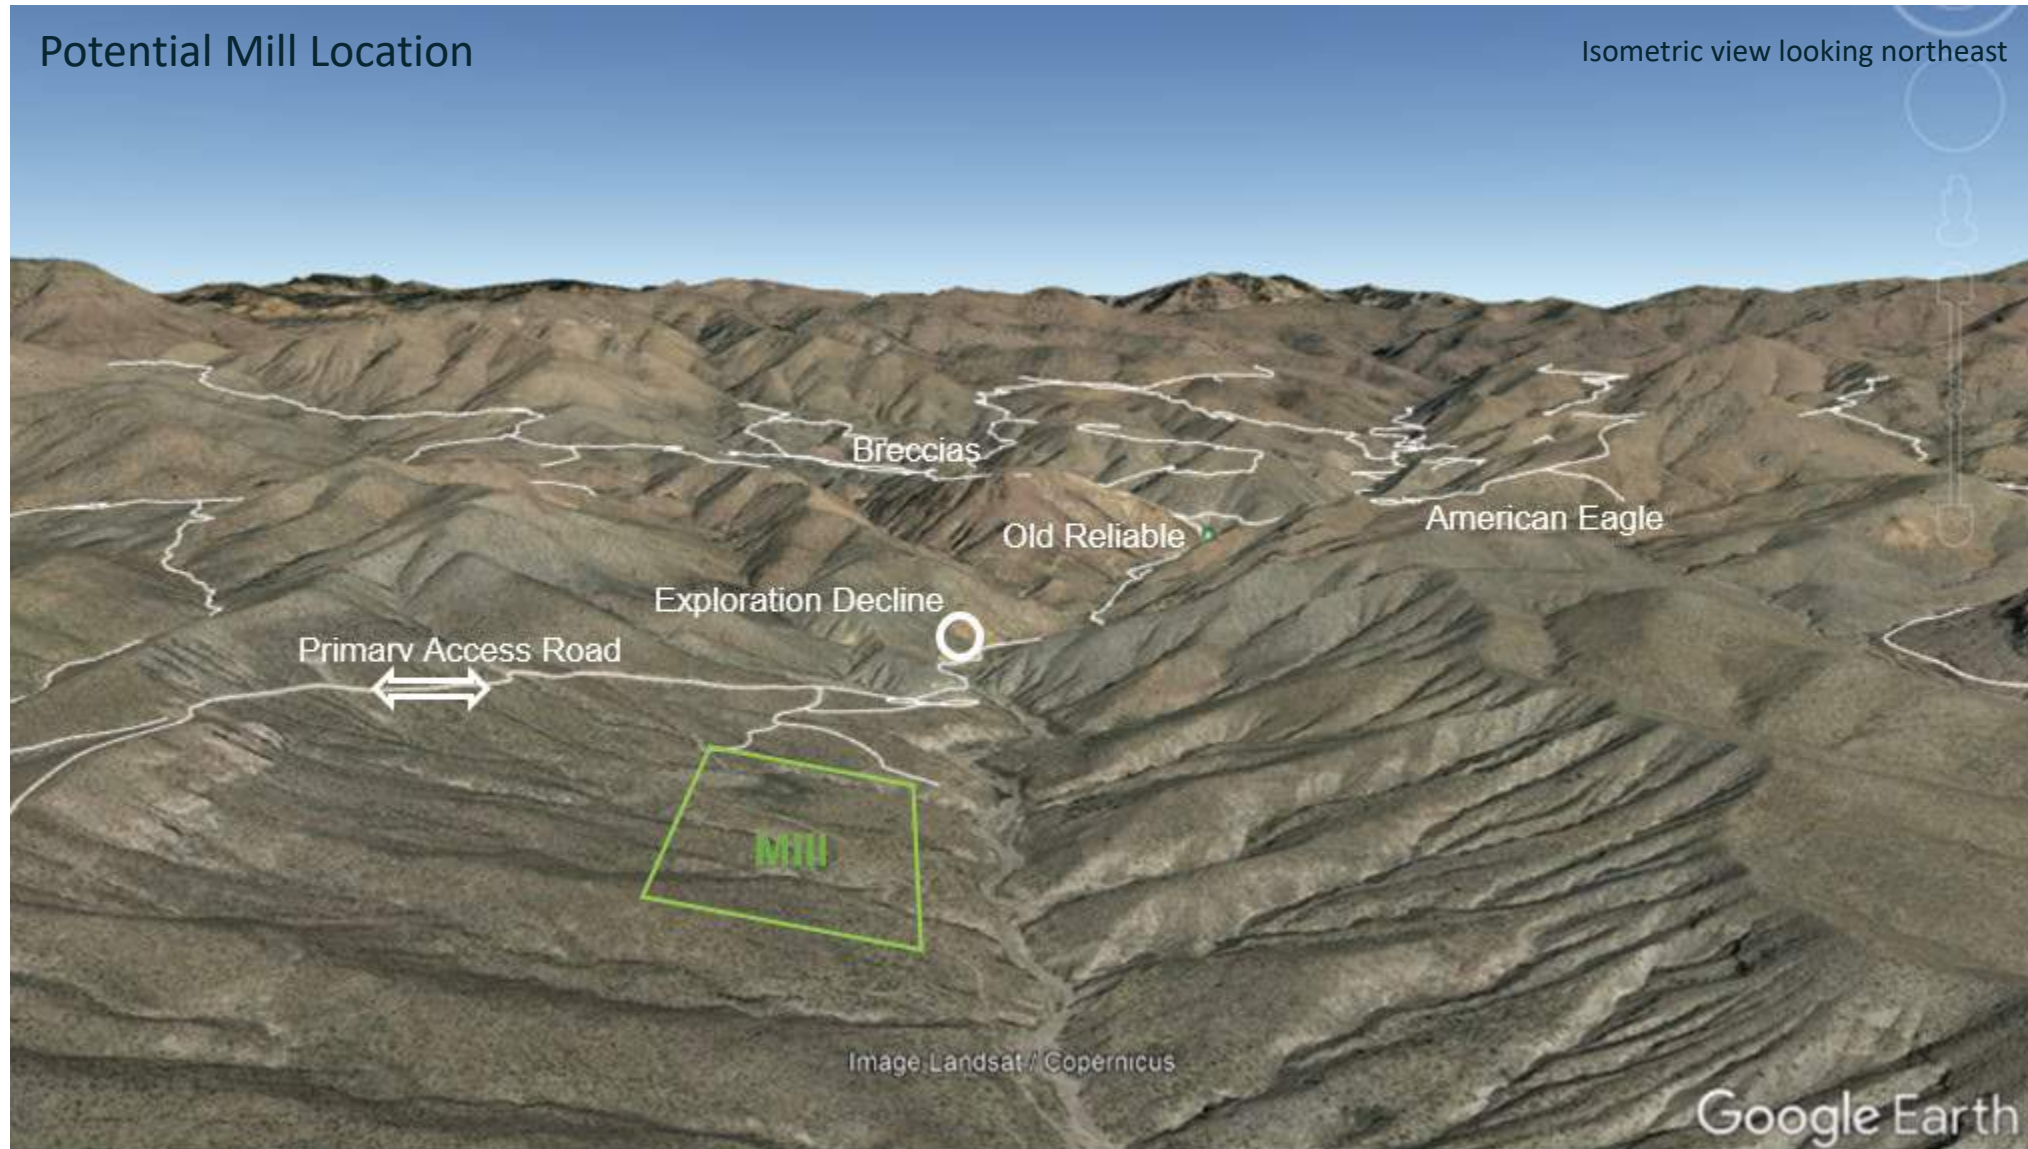 Potential Mill Location
Isometric view looking northeast
Breccias
American Eagle
Old Reliable
Exploration Decline
Primary Access Road
Mill
Image Landsat / Copernicus
Google Earth